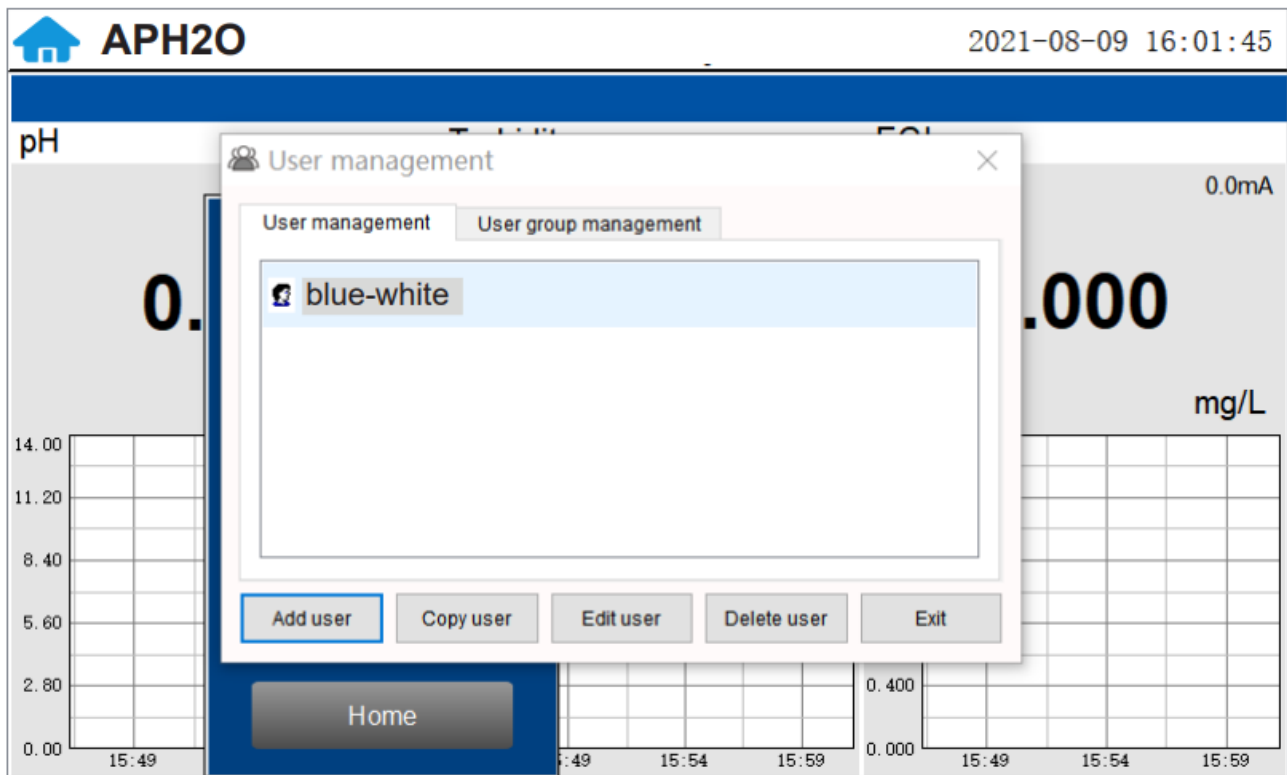 APH2O
2021-08-09 16:01:45
pH
User management
0.0mA
User management
User group management
blue-white
0.
.000
mg/L
14.00
11.20
8.40
5.60
2.80
0.00
Add user
Copy user
Edit user
Delete user
Exit
Home
0.400
0.000
15:49
:49
15:54
15:59
15:49
15:54
15:59